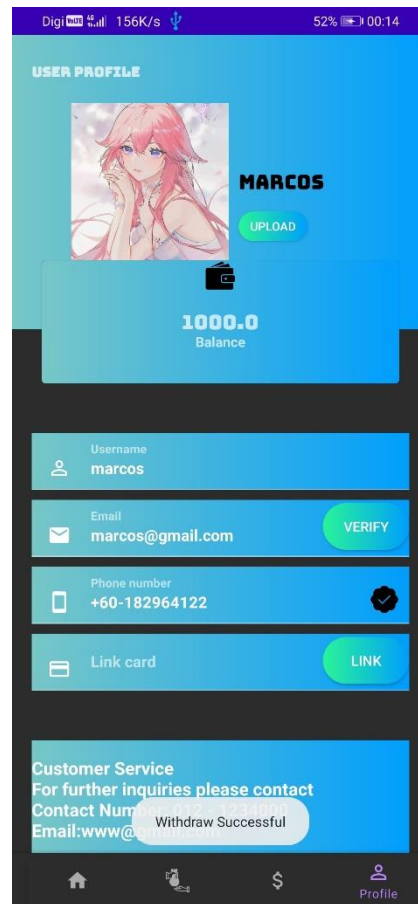 Digi VoLTE 4G 156K/s 52% 00:14
USER PROFILE
MARCOS
UPLOAD
1000.0
Balance
Username
marcos
Email
marcos@gmail.com
VERIFY
Phone number
+60-182964122
Link card
LINK
Customer Service
For further inquiries please contact
Contact Number: 012 - 1234000
Email:www@gmail.com
Withdraw Successful
$
Profile